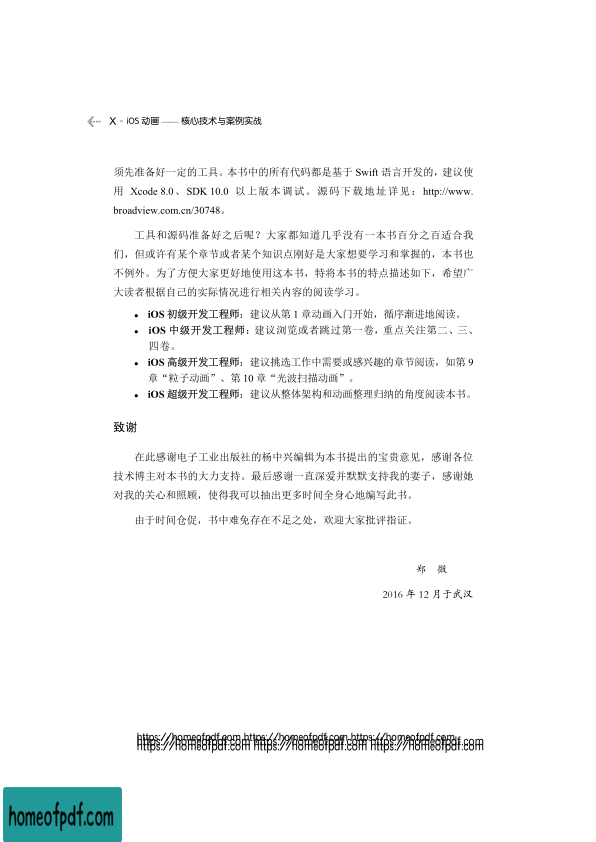 X · iOS 动画 —— 核心技术与案例实战
须先准备好一定的工具。本书中的所有代码都是基于 Swift 语言开发的，建议使
用 Xcode 8.0、SDK 10.0 以上版本调试。源码下载地址详见：http://www.
broadview.com.cn/30748。
工具和源码准备好之后呢？大家都知道几乎没有一本书百分之百适合我
们，但或许有某个章节或者某个知识点刚好是大家想要学习和掌握的，本书也
不例外。为了方便大家更好地使用这本书，特将本书的特点描述如下，希望广
大读者根据自己的实际情况进行相关内容的阅读学习。
● iOS 初级开发工程师：建议从第 1 章动画入门开始，循序渐进地阅读。
● iOS 中级开发工程师：建议浏览或者跳过第一卷，重点关注第二、三、
四卷。
● iOS 高级开发工程师：建议挑选工作中需要或感兴趣的章节阅读，如第 9
章“粒子动画”、第 10 章“光波扫描动画”。
● iOS 超级开发工程师：建议从整体架构和动画整理归纳的角度阅读本书。
致谢
在此感谢电子工业出版社的杨中兴编辑为本书提出的宝贵意见，感谢各位
技术博主对本书的大力支持。最后感谢一直深爱并默默支持我的妻子，感谢她
对我的关心和照顾，使得我可以抽出更多时间全身心地编写此书。
由于时间仓促，书中难免存在不足之处，欢迎大家批评指证。
郑 微
2016 年 12 月于武汉
https://homeofpdf.com https://homeofpdf.com https://homeofpdf.com
https://homeofpdf.com https://homeofpdf.com https://homeofpdf.com
homeofpdf.com